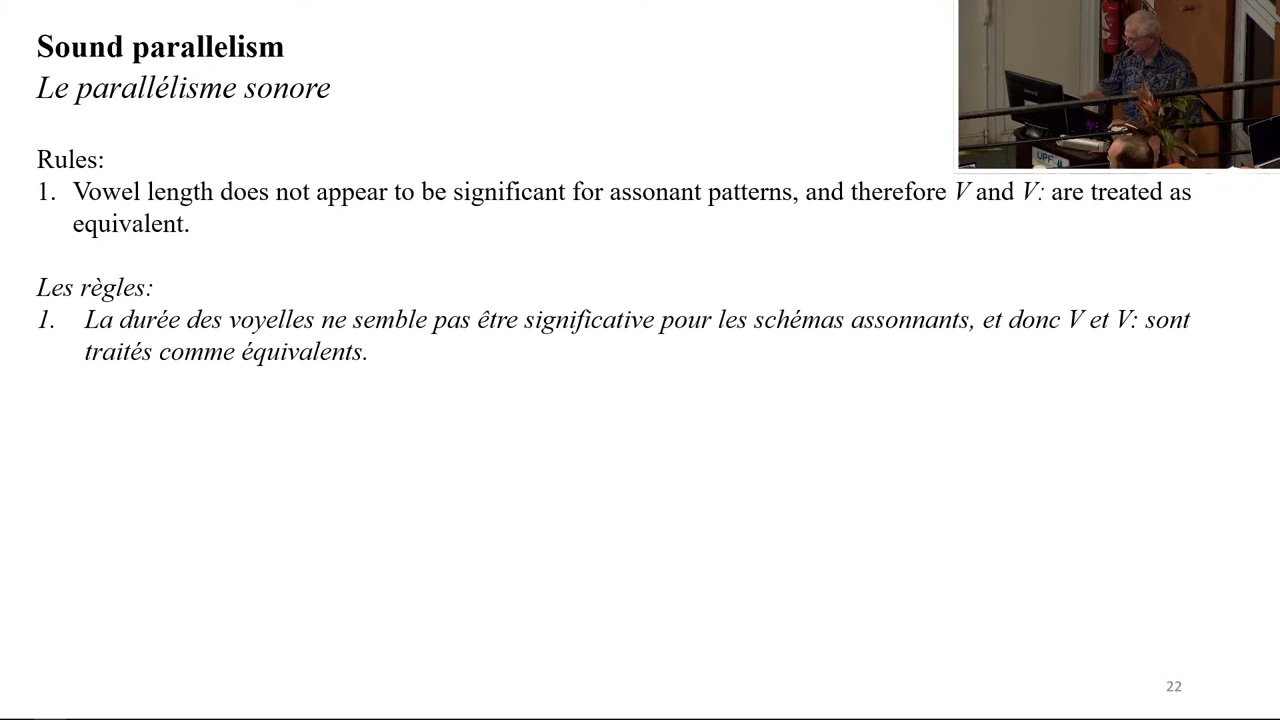 Sound parallelism
Le parallélisme sonore
Rules:
1. Vowel length does not appear to be significant for assonant patterns, and therefore V and V: are treated as
equivalent.
Les règles:
1. La durée des voyelles ne semble pas être significative pour les schémas assonnants, et donc V et V: sont
traités comme équivalents.
UPF
22